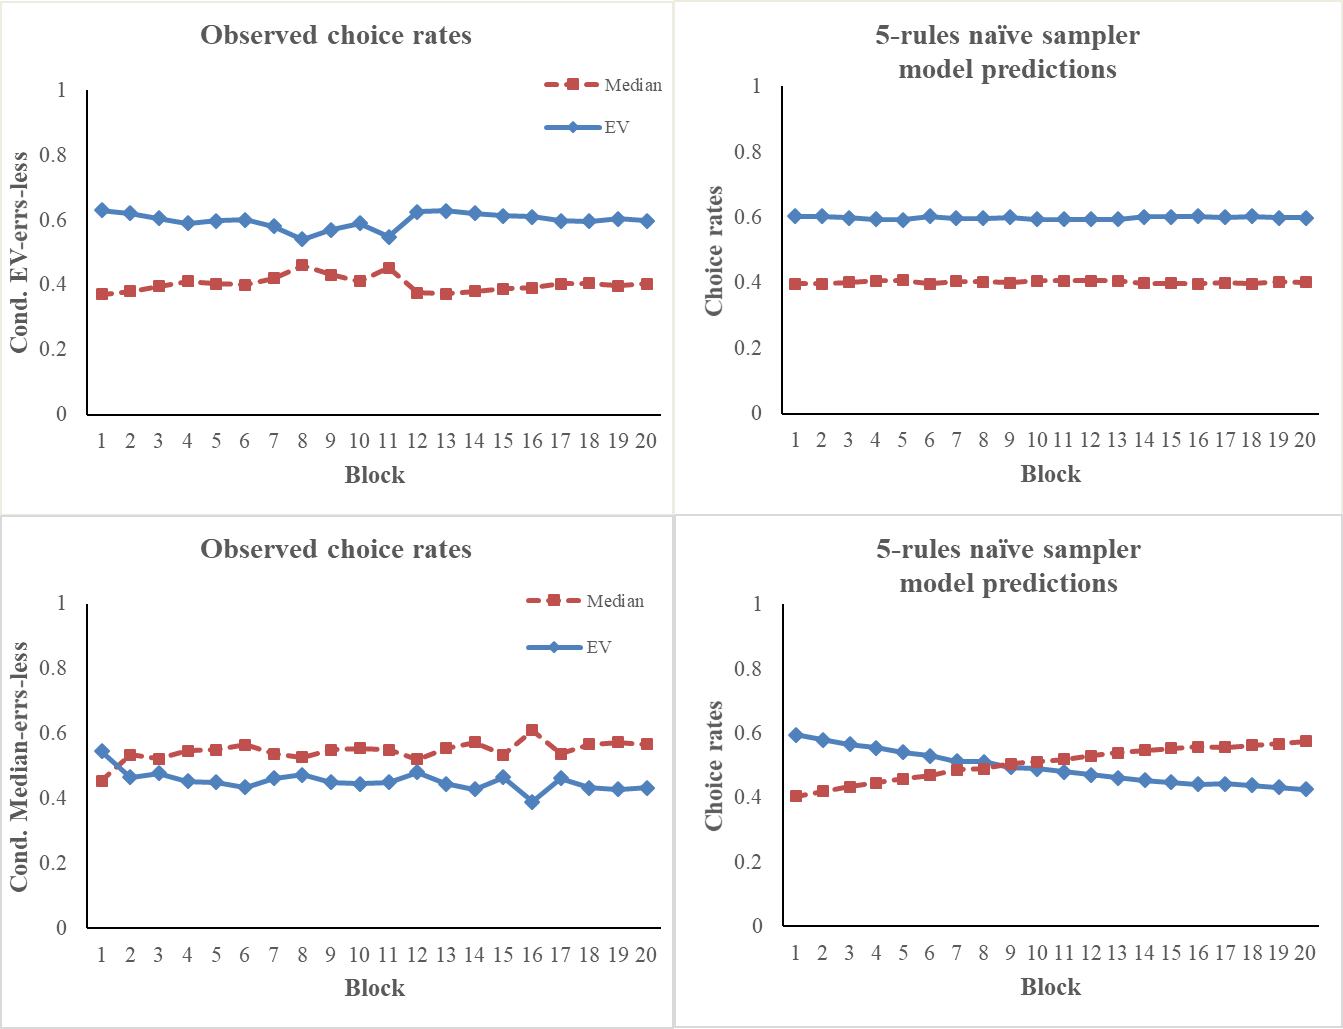 Observed choice rates
Cond. EV-errs-less
1
0.8
0.6
0.4
0.2
0
Median
EV
1 2 3 4 5 6 7 8 9 10 11 12 13 14 15 16 17 18 19 20
Block
5-rules naïve sampler
model predictions
Choice rates
1
0.8
0.6
0.4
0.2
0
1 2 3 4 5 6 7 8 9 10 11 12 13 14 15 16 17 18 19 20
Block
Observed choice rates
Cond. Median-errs-less
1
0.8
0.6
0.4
0.2
0
Median
EV
1 2 3 4 5 6 7 8 9 10 11 12 13 14 15 16 17 18 19 20
Block
5-rules naïve sampler
model predictions
Choice rates
1
0.8
0.6
0.4
0.2
0
1 2 3 4 5 6 7 8 9 10 11 12 13 14 15 16 17 18 19 20
Block